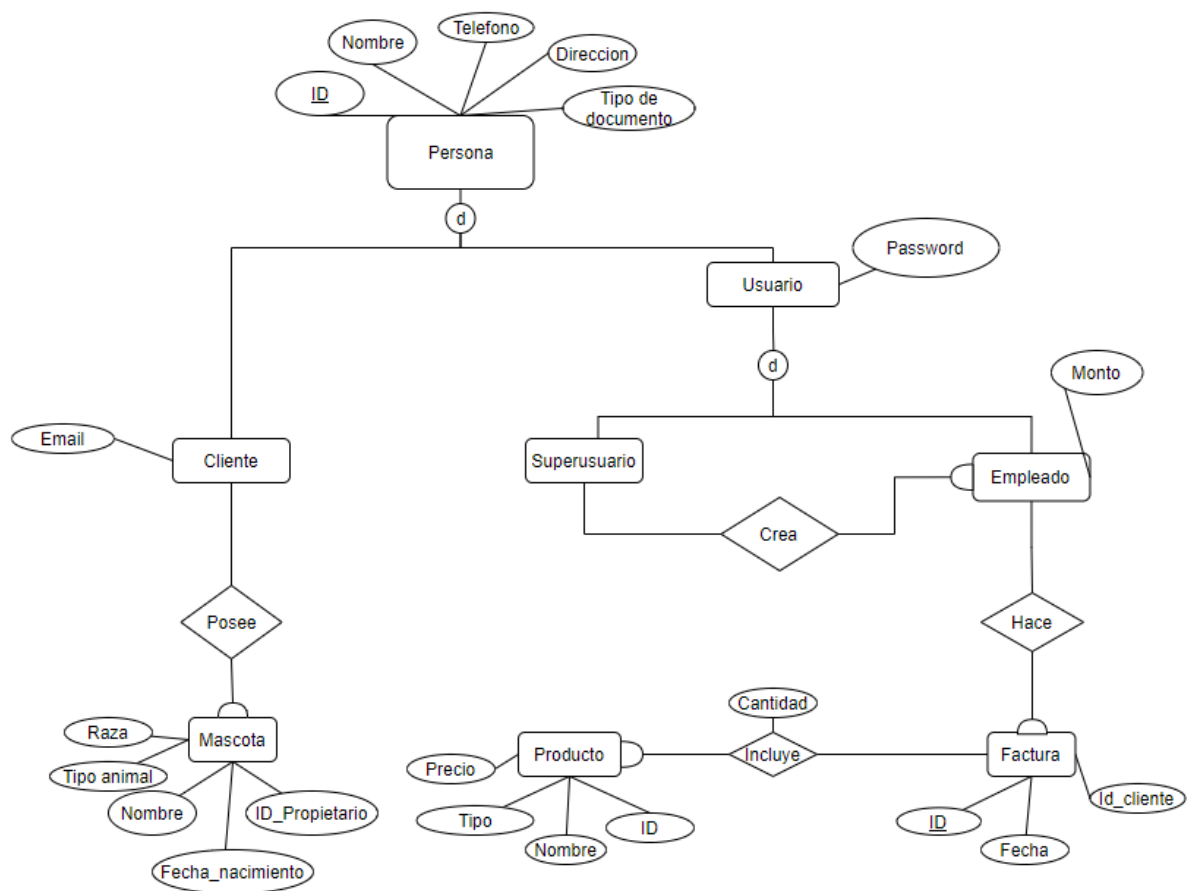 Telefono
Nombre
Direccion
ID
Tipo de
documento
Persona
d
Password
Usuario
d
Monto
Email
Cliente
Superusuario
Empleado
Crea
Posee
Hace
Cantidad
Raza
Mascota
Producto
Incluye
Factura
Precio
Tipo animal
Id_cliente
Nombre
ID_Propietario
Tipo
ID
ID
Nombre
Fecha
Fecha_nacimiento